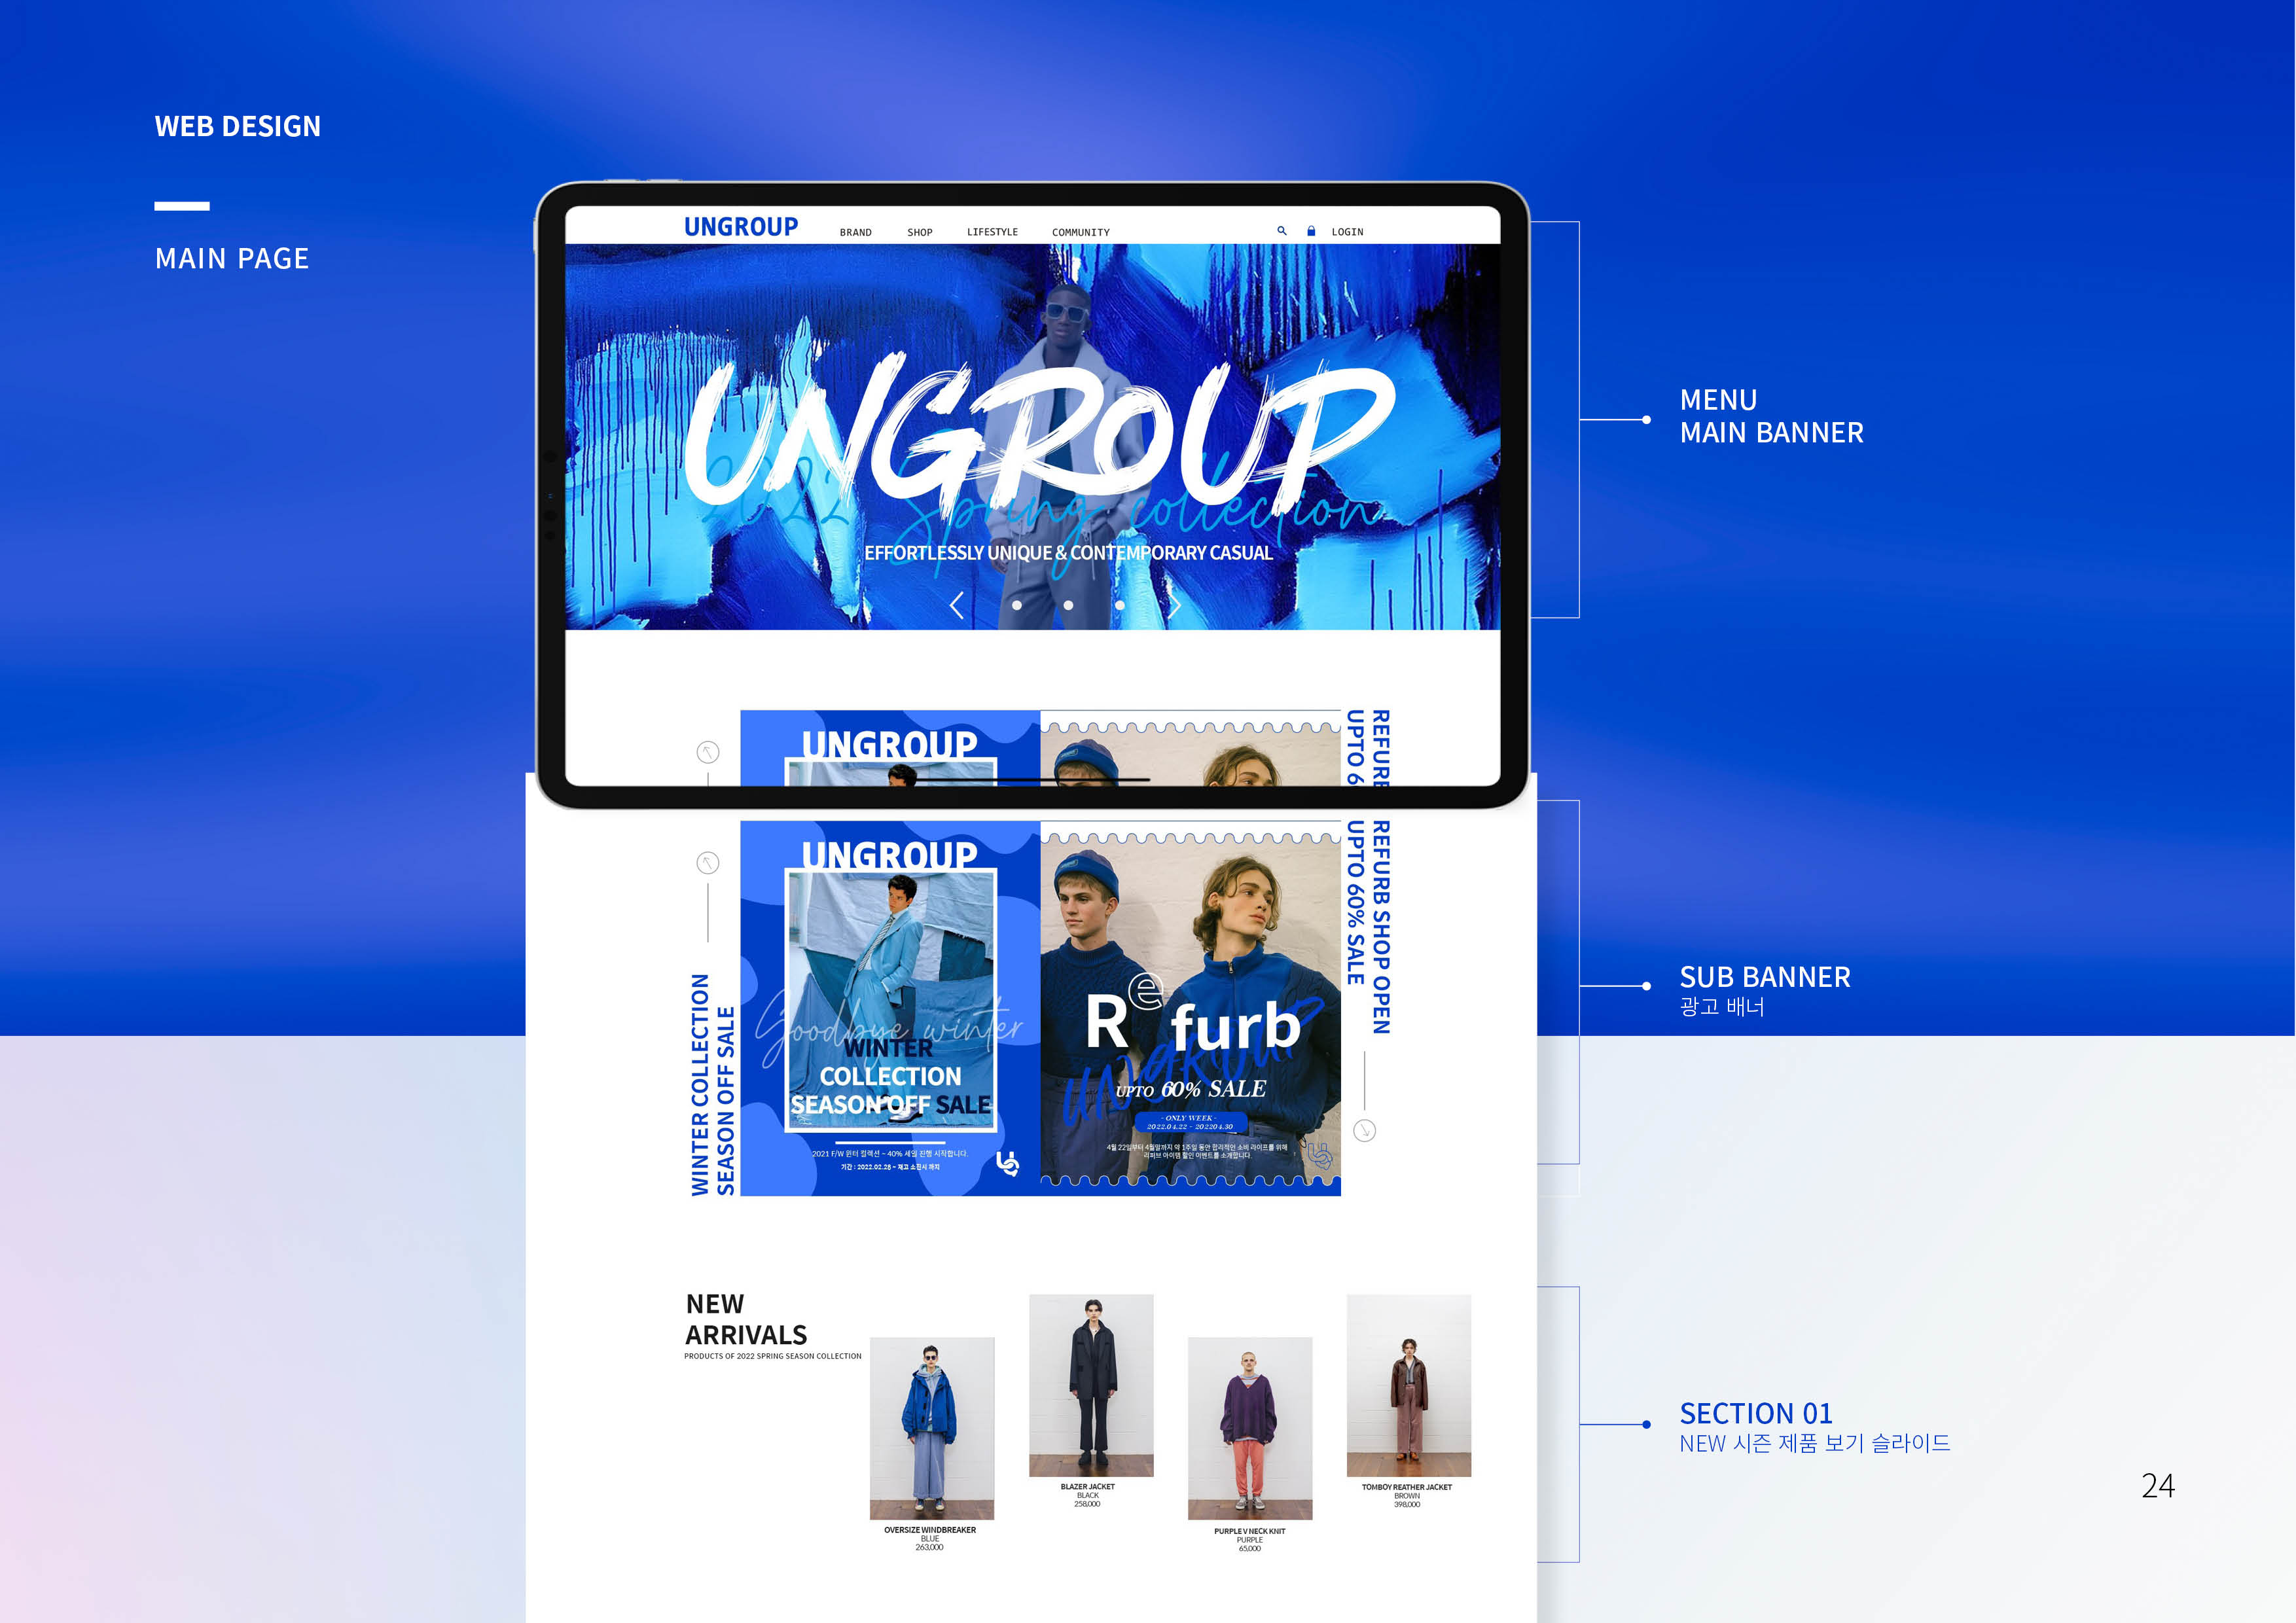 WEB DESIGN
MAIN PAGE
UNGROUP
BRAND
SHOP
LIFESTYLE
COMMUNITY
LOGIN
UNGROUP
2022 Spring collection
EFFORTLESSLY UNIQUE & CONTEMPORARY CASUAL
MENU
MAIN BANNER
UNGROUP
REFURB
UPTO 6
WINTER COLLECTION
SEASON OFF SALE
UNGROUP
Goodbye winter
WINTER
COLLECTION
SEASON OFF SALE
2021 F/W 윈터 컬렉션 ~ 40% 세일 진행 시작합니다.
기간 : 2022.02.28 ~ 재고 소진시 까지
Re furb
ungroup
UPTO 60% SALE
- ONLY WEEK -
2022.04.22 - 202204.30
4월 22일부터 4월말까지 약 1주일 동안 합리적인 소비 라이프를 위해
리퍼브 아이템 할인 이벤트를 소개합니다.
REFURB SHOP OPEN
UPTO 60% SALE
SUB BANNER
광고 배너
NEW
ARRIVALS
PRODUCTS OF 2022 SPRING SEASON COLLECTION
OVERSIZE WINDBREAKER
BLUE
263,000
BLAZER JACKET
BLACK
258,000
PURPLE V NECK KNIT
PURPLE
65,000
TOMBOY REATHER JACKET
BROWN
398,000
SECTION 01
NEW 시즌 제품 보기 슬라이드
24